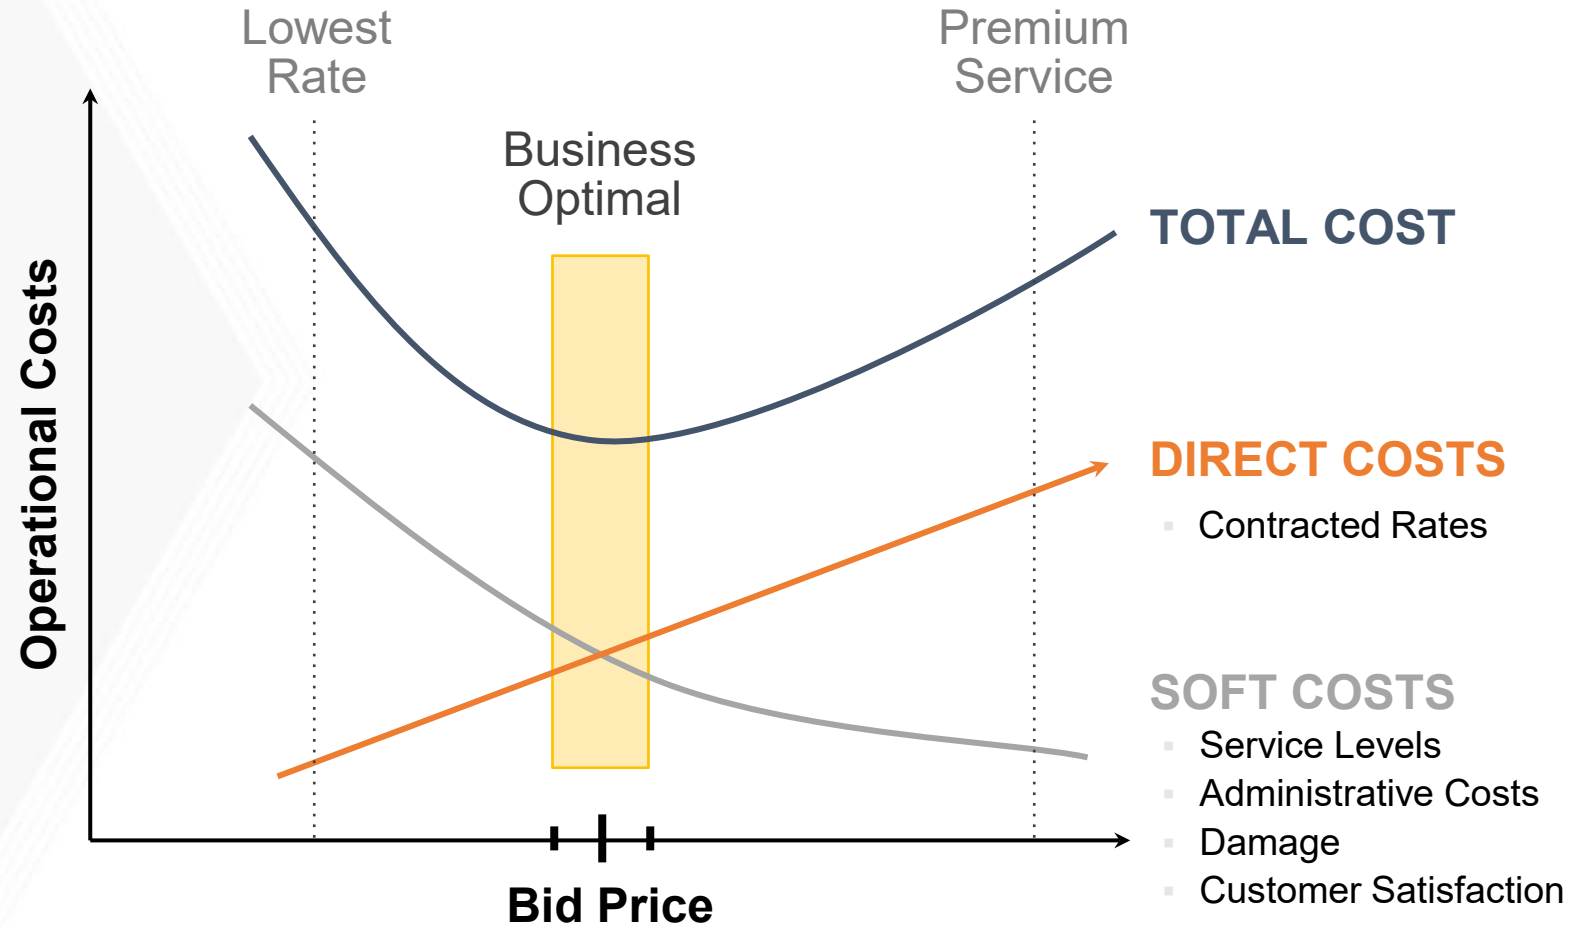 Lowest
Rate
Premium
Service
Business
Optimal
TOTAL COST
Operational Costs
DIRECT COSTS
Contracted Rates
SOFT COSTS
Service Levels
Administrative Costs
Damage
Customer Satisfaction
Bid Price